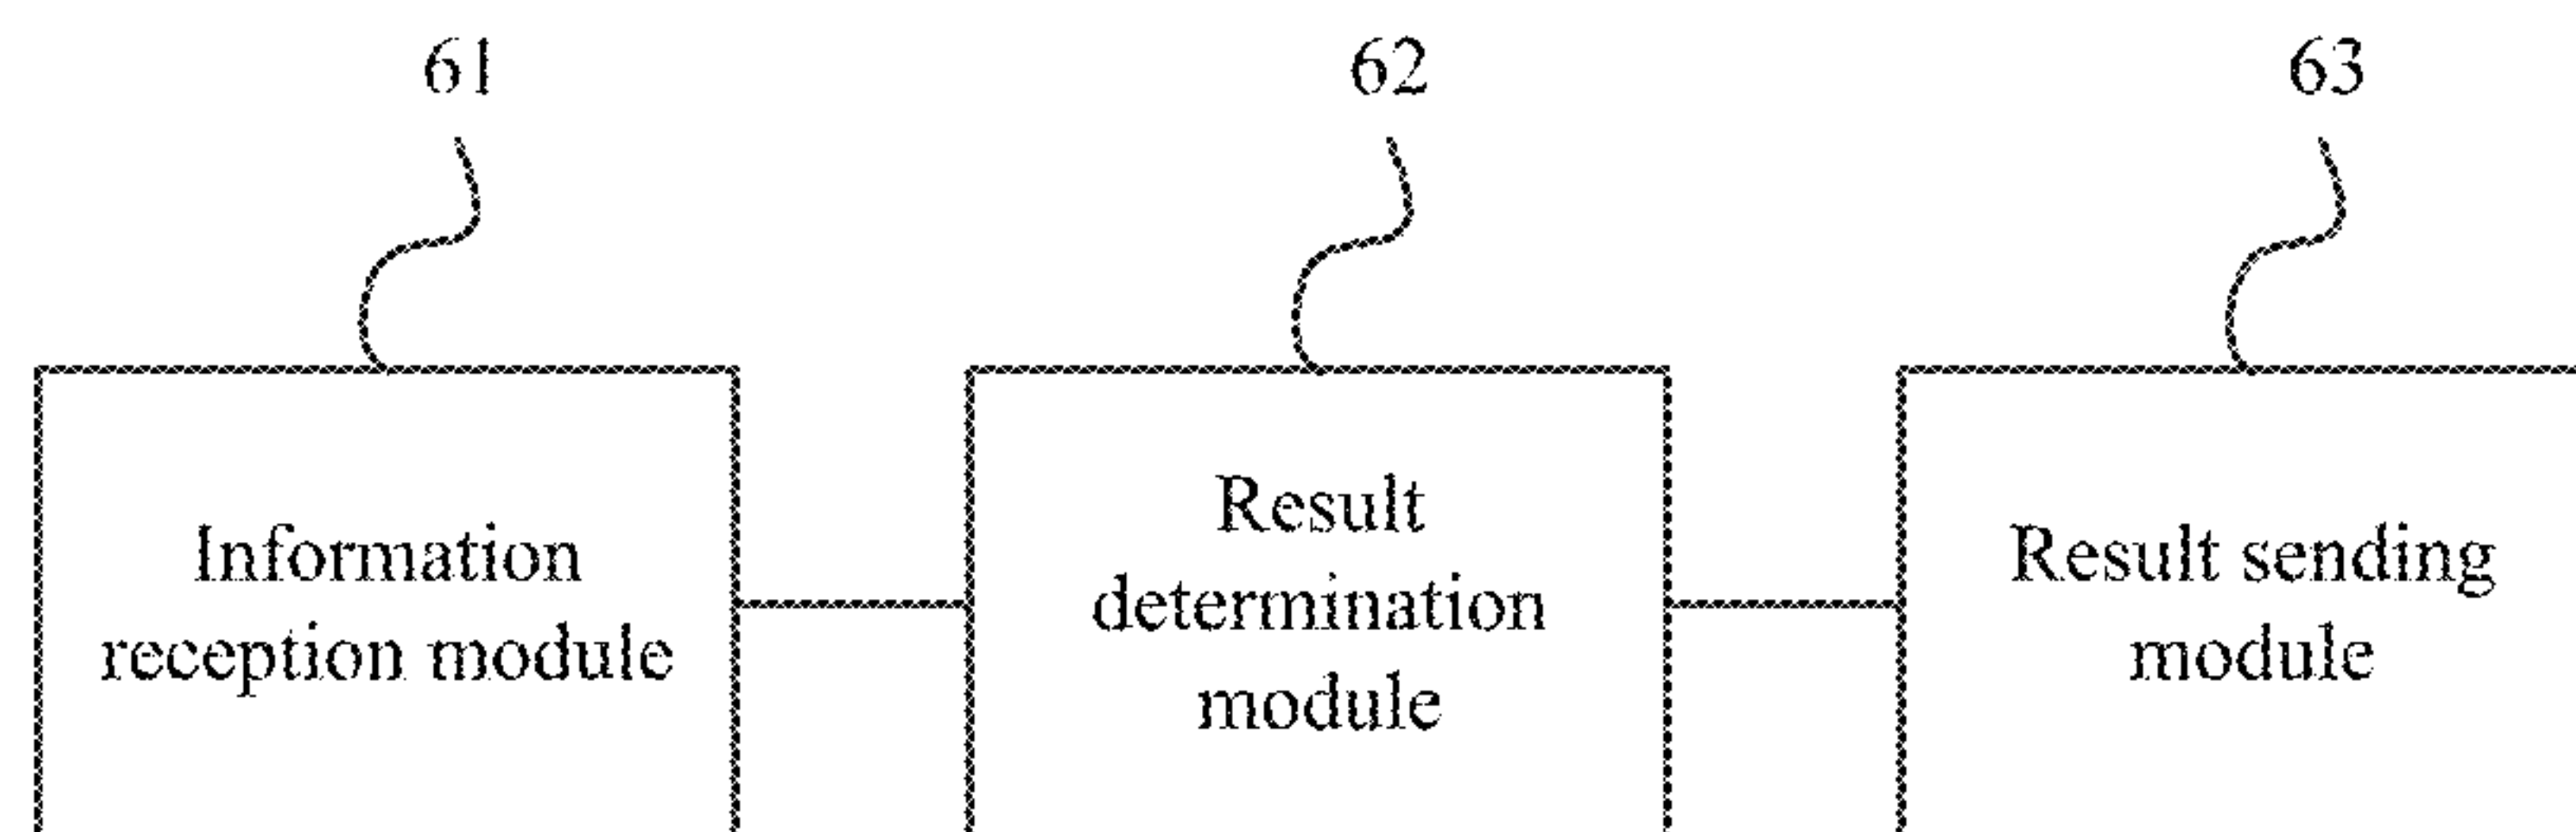 61
62
63
Information
reception module
Result
determination
module
Result sending
module